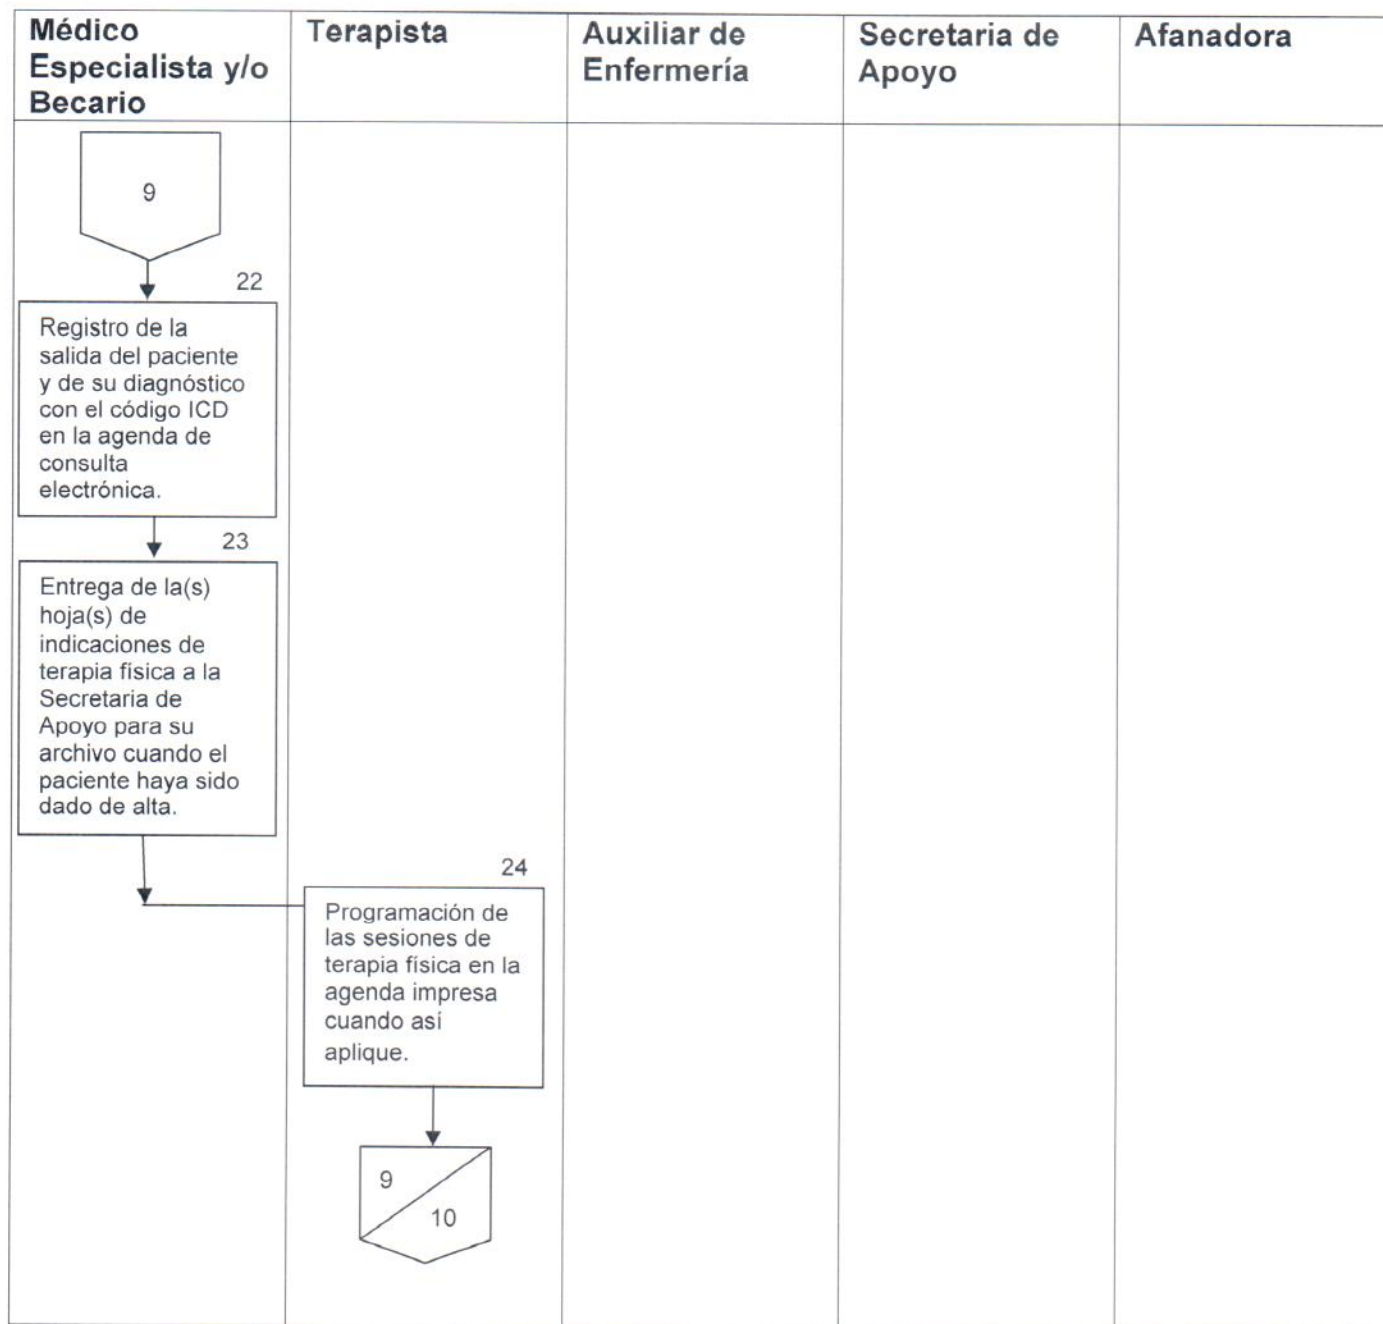 Médico
Especialista y/o
Becario
Terapista
Auxiliar de
Enfermería
Secretaria de
Apoyo
Afanadora
9
22
Registro de la
salida del paciente
y de su diagnóstico
con el código ICD
en la agenda de
consulta
electrónica.
23
Entrega de la(s)
hoja(s) de
indicaciones de
terapia física a la
Secretaria de
Apoyo para su
archivo cuando el
paciente haya sido
dado de alta.
24
Programación de
las sesiones de
terapia física en la
agenda impresa
cuando así
aplique.
9
10